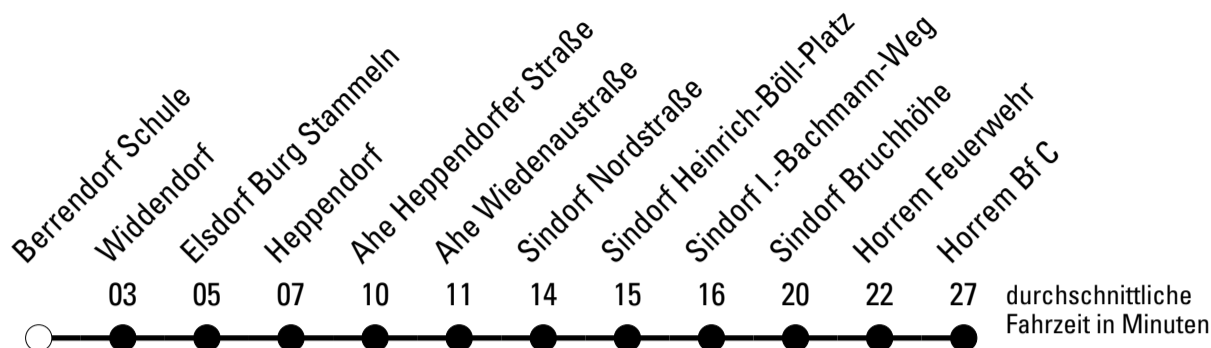 Berrendorf Schule
Widdendorf
Elsdorf Burg Stammeln
Heppendorf
Ahe Heppendorfer Straße
Ahe Wiedenaustraße
Sindorf Nordstraße
Sindorf Heinrich-Böll-Platz
Sindorf I.-Bachmann-Weg
Sindorf Bruchhöhe
Horrem Feuerwehr
Horrem Bf C
03 05 07 10 11 14 15 16 20 22 27
durchschnittliche
Fahrzeit in Minuten